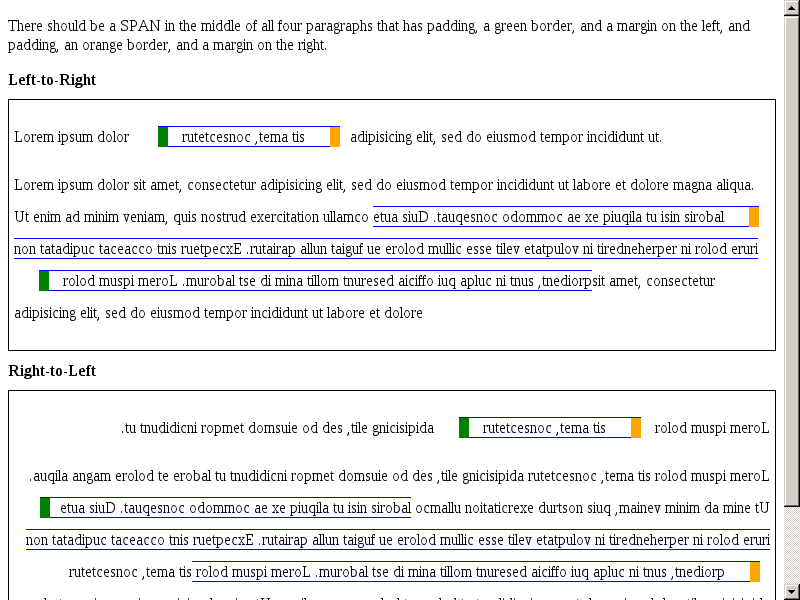 There should be a SPAN in the middle of all four paragraphs that has padding, a green border, and a margin on the left, and
padding, an orange border, and a margin on the right.
Left-to-Right
Lorem ipsum dolor rutetcesnoc ,tema tis adipisicing elit, sed do eiusmod tempor incididunt ut.
Lorem ipsum dolor sit amet, consectetur adipisicing elit, sed do eiusmod tempor incididunt ut labore et dolore magna aliqua.
Ut enim ad minim veniam, quis nostrud exercitation ullamco etua siuD .tauqesnoc odommoc ae xe piuqila tu isin sirobal
non tatadipuc taceacco tnis ruetpecxE .rutairap allun taiguf ue erolod mullic esse tilev etatpulov ni tiredneherper ni rolod eruri
rolod muspi meroL .murobal tse di mina tillom tnuresed aiciffo iuq apluc ni tnus ,tnediorpsit amet, consectetur
adipisicing elit, sed do eiusmod tempor incididunt ut labore et dolore
Right-to-Left
.tu tnudidicni ropmet domsuie od des ,tile gnicisipida rutetcesnoc ,tema tis rolod muspi meroL
.auqila angam erolod te erobal tu tnudidicni ropmet domsuie od des ,tile gnicisipida rutetcesnoc ,tema tis rolod muspi meroL
etua siuD .tauqesnoc odommoc ae xe piuqila tu isin sirobal ocmallu noitaticrexe durtson siuq ,mainev minim da mine tU
non tatadipuc taceacco tnis ruetpecxE .rutairap allun taiguf ue erolod mullic esse tilev etatpulov ni tiredneherper ni rolod eruri
rutetcesnoc ,tema tis rolod muspi meroL .murobal tse di mina tillom tnuresed aiciffo iuq apluc ni tnus ,tnediorp